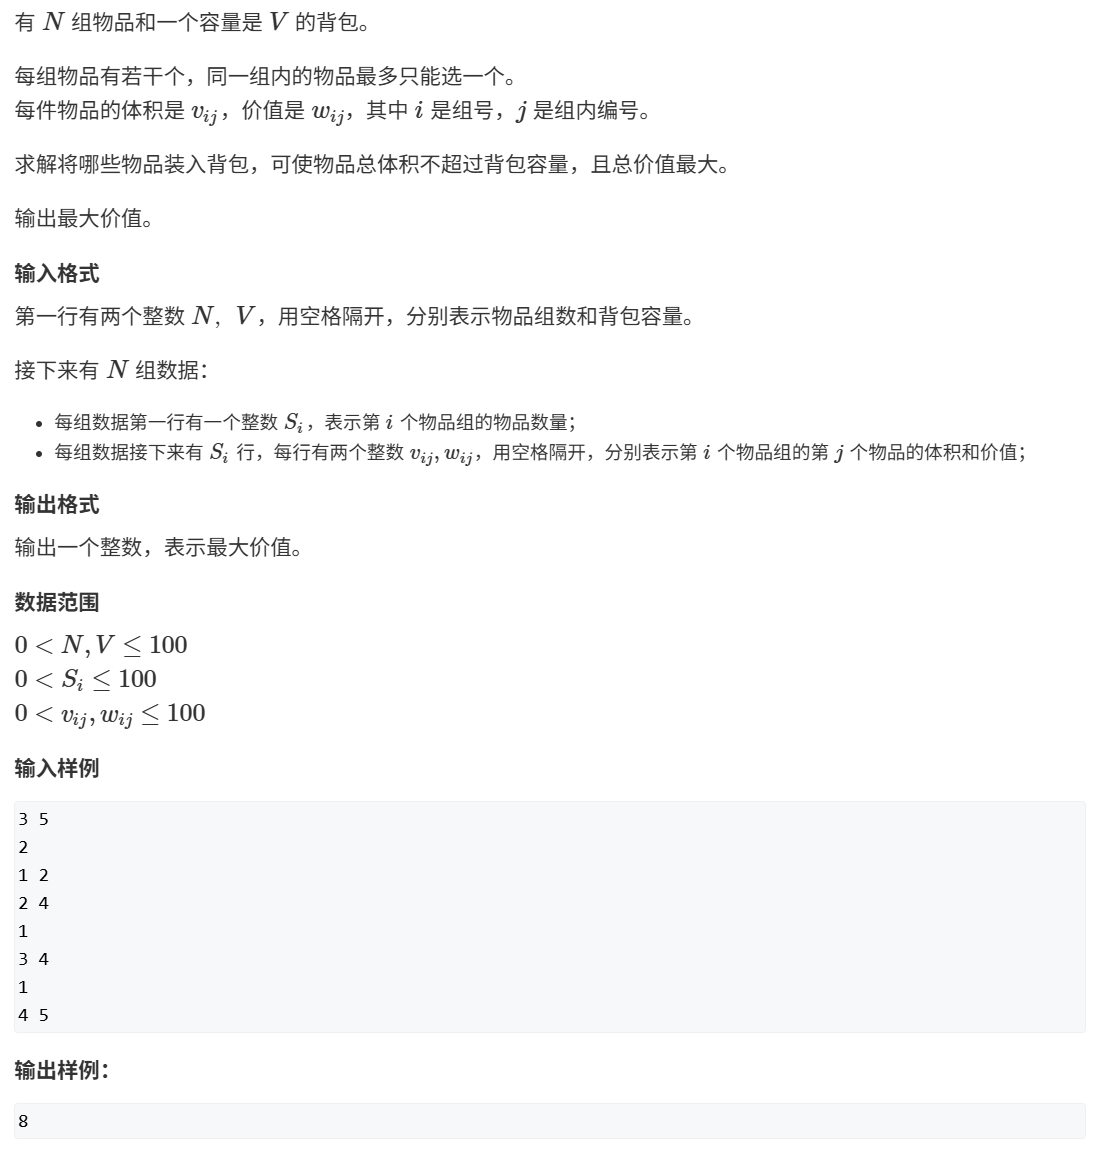 有 N 组物品和一个容量是 V 的背包。
每组物品有若干个，同一组内的物品最多只能选一个。
每件物品的体积是 v_{ij}，价值是 w_{ij}，其中 i 是组号，j 是组内编号。
求解将哪些物品装入背包，可使物品总体积不超过背包容量，且总价值最大。
输出最大价值。
输入格式
第一行有两个整数 N, V，用空格隔开，分别表示物品组数和背包容量。
接下来有 N 组数据：
• 每组数据第一行有一个整数 S_i，表示第 i 个物品组的物品数量；
• 每组数据接下来有 S_i 行，每行有两个整数 v_{ij}, w_{ij}，用空格隔开，分别表示第 i 个物品组的第 j 个物品的体积和价值；
输出格式
输出一个整数，表示最大价值。
数据范围
0 < N, V ≤ 100
0 < S_i ≤ 100
0 < v_{ij}, w_{ij} ≤ 100
输入样例
3 5
2
1 2
2 4
1
3 4
1
4 5
输出样例：
8